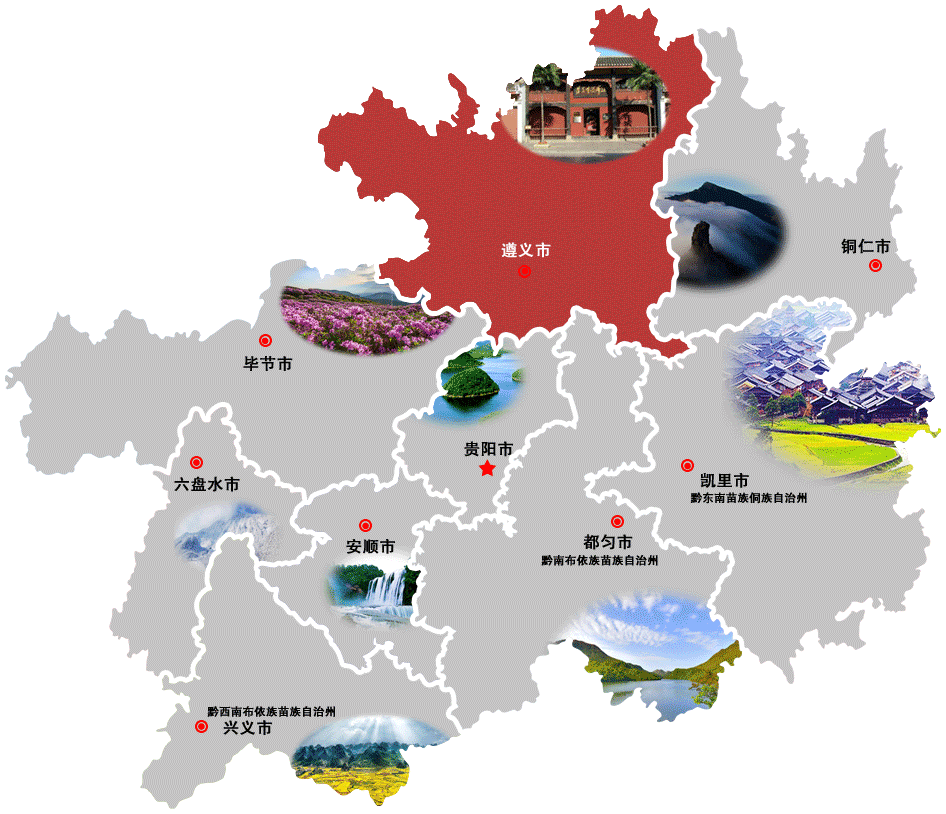 遵义市
铜仁市
毕节市
贵阳市
六盘水市
凯里市
黔东南苗族侗族自治州
安顺市
都匀市
黔南布依族苗族自治州
黔西南布依族苗族自治州
兴义市